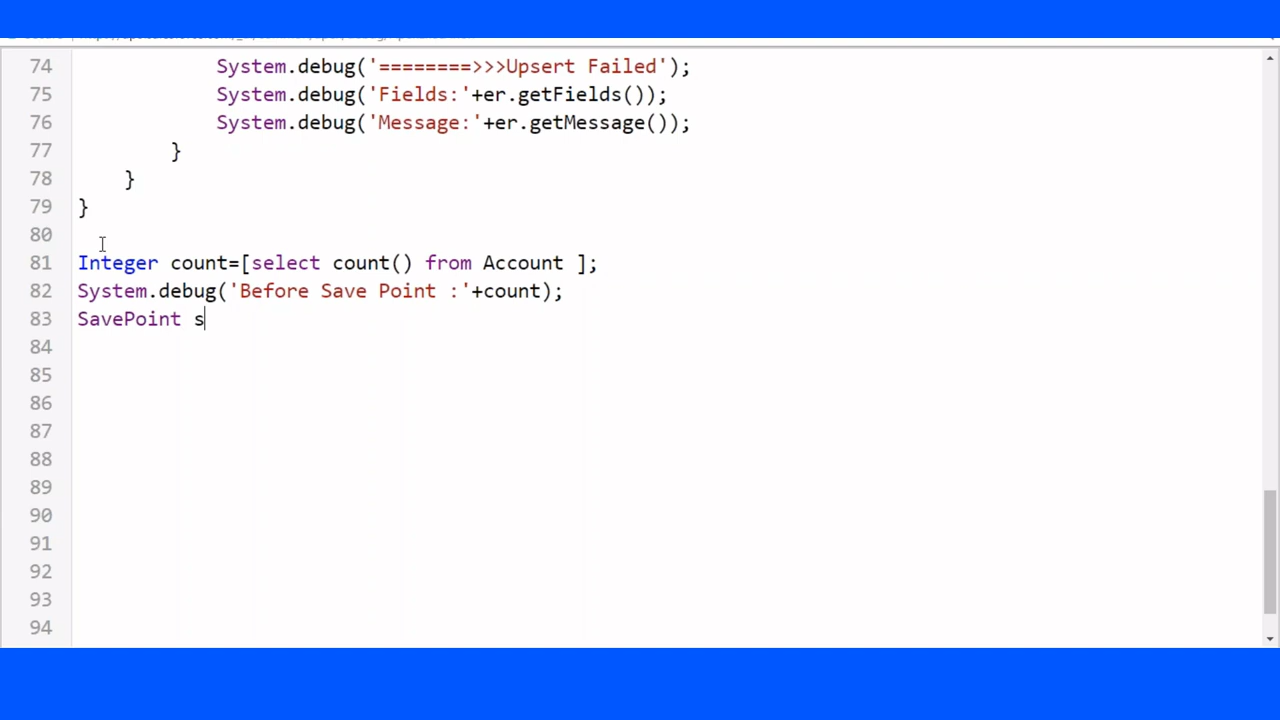 74 System.debug('========>>>Upsert Failed');
75 System.debug('Fields:'+er.getFields());
76 System.debug('Message:'+er.getMessage());
77 }
78 }
79 }
80
81 Integer count=[select count() from Account ];
82 System.debug('Before Save Point :'+count);
83 SavePoint s
84
85
86
87
88
89
90
91
92
93
94